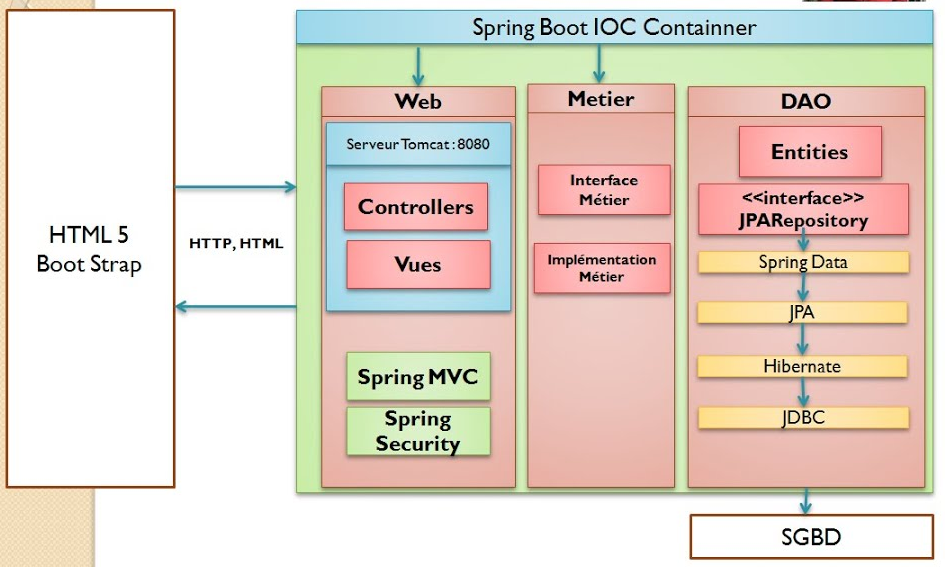 Spring Boot IOC Containner
HTML 5
Boot Strap
HTTP, HTML
Web
Serveur Tomcat : 8080
Controllers
Vues
Spring MVC
Spring
Security
Metier
Interface
Métier
Implémentation
Métier
DAO
Entities
<<interface>>
JPARepository
Spring Data
JPA
Hibernate
JDBC
SGBD